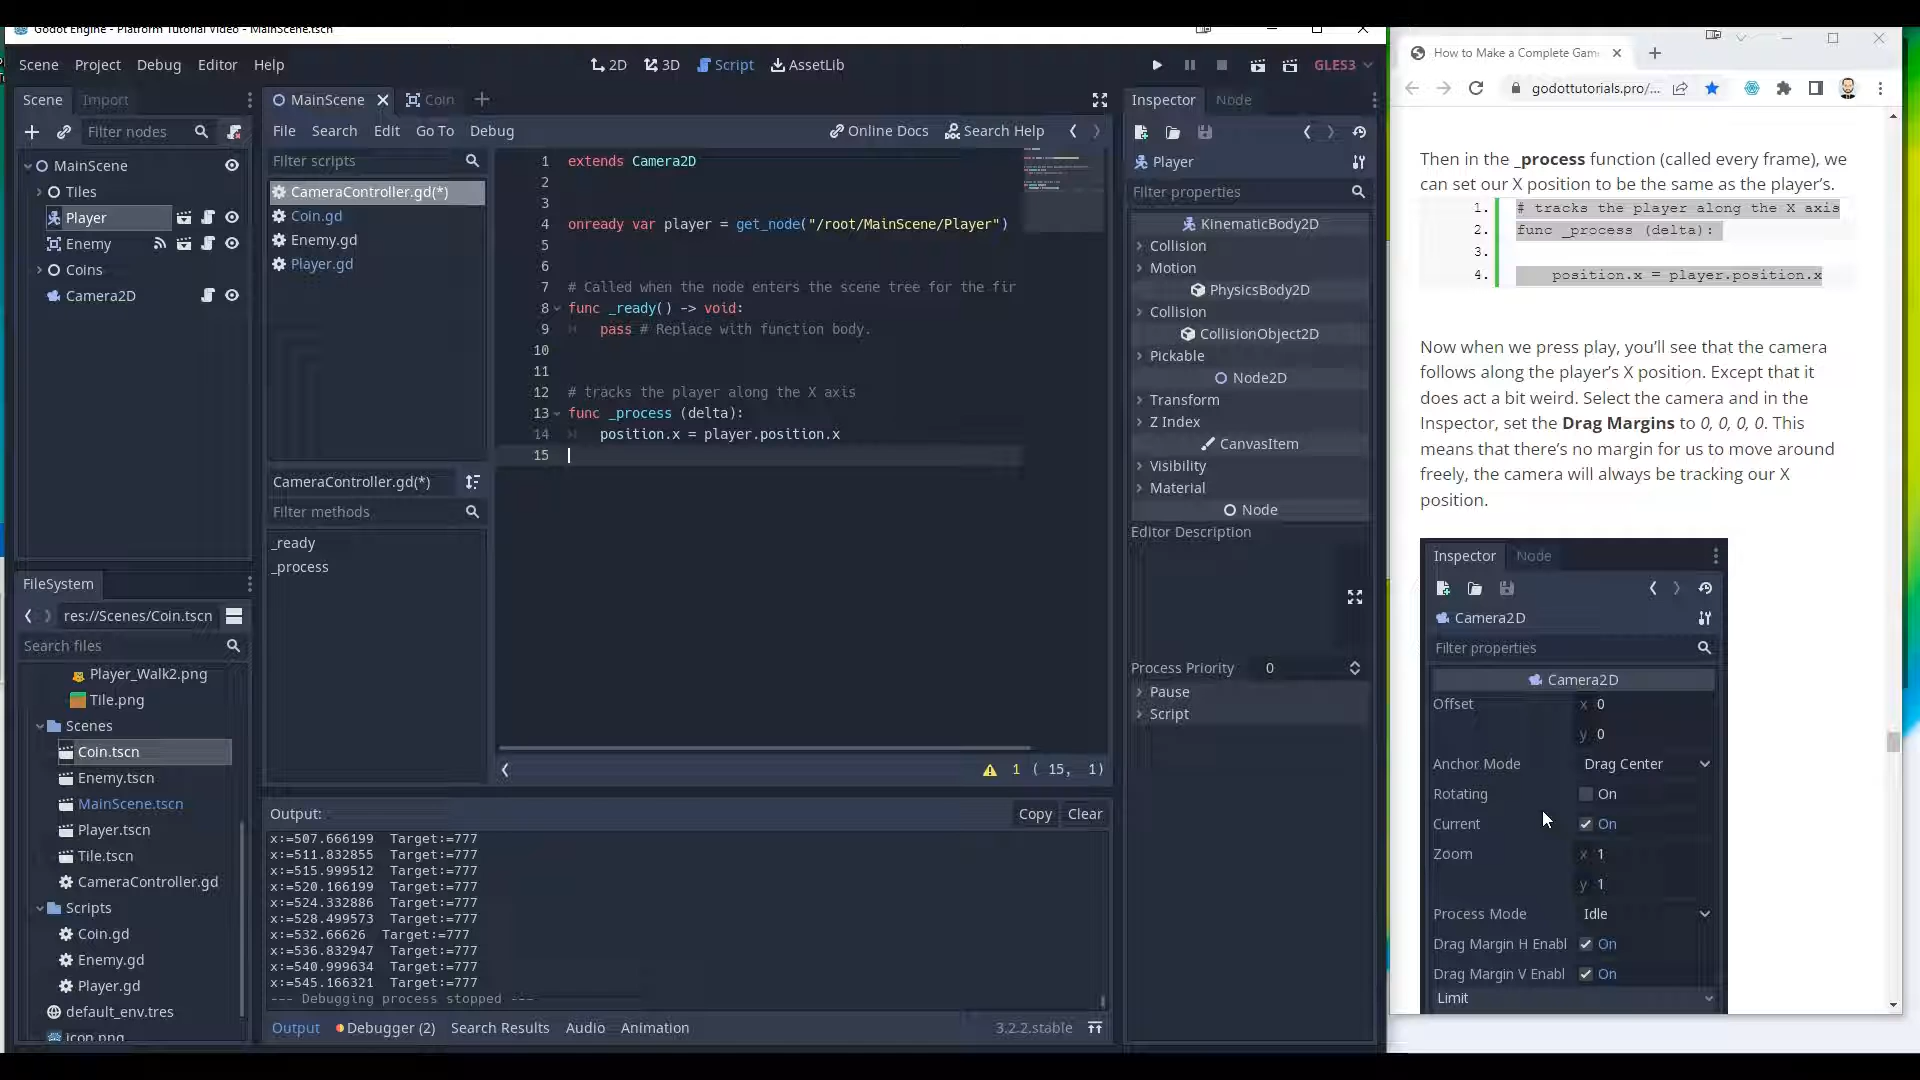 Godot Engine - Platform Tutorial Video - MainScene.tscn
Scene Project Debug Editor Help
2D 3D Script AssetLib
GLES3
Scene Import
Filter nodes
MainScene
Tiles
Player
Enemy
Coins
Camera2D
FileSystem
res://Scenes/Coin.tscn
Search files
Player_Walk2.png
Tile.png
Scenes
Coin.tscn
Enemy.tscn
MainScene.tscn
Player.tscn
Tile.tscn
CameraController.gd
Scripts
Coin.gd
Enemy.gd
Player.gd
default_env.tres
icon.png
MainScene Coin
File Search Edit Go To Debug
Online Docs Search Help
Filter scripts
CameraController.gd(*)
Coin.gd
Enemy.gd
Player.gd
CameraController.gd(*)
Filter methods
_ready
_process
1 extends Camera2D
2
3
4 onready var player = get_node("/root/MainScene/Player")
5
6
7 # Called when the node enters the scene tree for the fir
8 func _ready() -> void:
9 pass # Replace with function body.
10
11
12 # tracks the player along the X axis
13 func _process (delta):
14 position.x = player.position.x
15
1 ( 15, 1)
Output:
Copy Clear
x:=507.666199 Target:=777
x:=511.832855 Target:=777
x:=515.999512 Target:=777
x:=520.166199 Target:=777
x:=524.332886 Target:=777
x:=528.499573 Target:=777
x:=532.66626 Target:=777
x:=536.832947 Target:=777
x:=540.999634 Target:=777
x:=545.166321 Target:=777
--- Debugging process stopped ---
Output Debugger (2) Search Results Audio Animation
3.2.2.stable
Inspector Node
Player
Filter properties
KinematicBody2D
Collision
Motion
PhysicsBody2D
Collision
CollisionObject2D
Pickable
Node2D
Transform
Z Index
CanvasItem
Visibility
Material
Node
Editor Description
Process Priority 0
Pause
Script
How to Make a Complete Gam
godottutorials.pro/...
Then in the _process function (called every frame), we
can set our X position to be the same as the player’s.
1. # tracks the player along the X axis
2. func _process (delta):
3.
4. position.x = player.position.x
Now when we press play, you’ll see that the camera
follows along the player’s X position. Except that it
does act a bit weird. Select the camera and in the
Inspector, set the Drag Margins to 0, 0, 0, 0. This
means that there’s no margin for us to move around
freely, the camera will always be tracking our X
position.
Inspector Node
Camera2D
Filter properties
Camera2D
Offset x 0
y 0
Anchor Mode Drag Center
Rotating On
Current On
Zoom x 1
y 1
Process Mode Idle
Drag Margin H Enabl On
Drag Margin V Enabl On
Limit